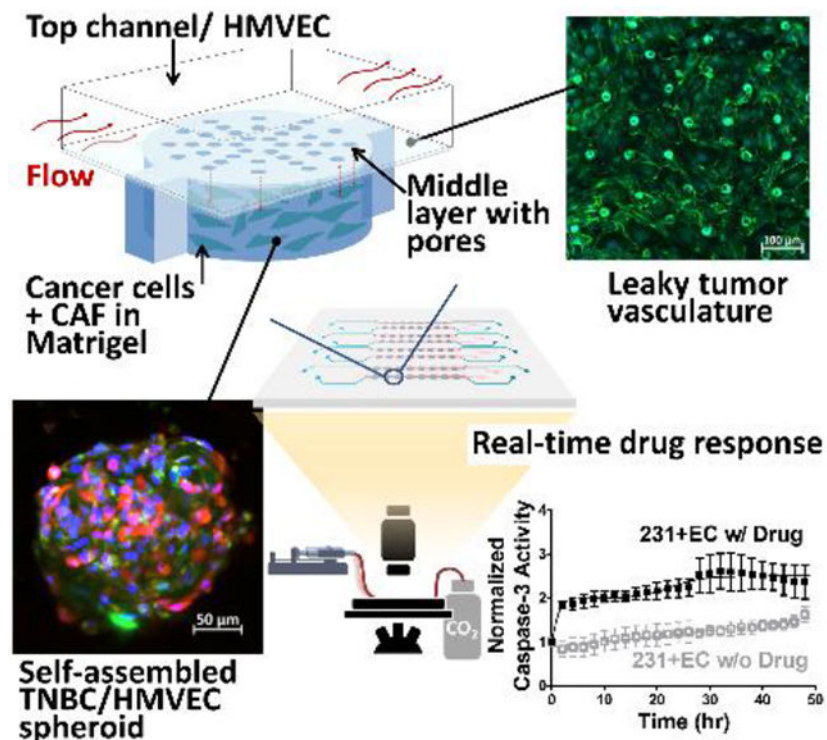 Top channel/ HMVEC
Flow
Middle
layer with
pores
Cancer cells
+ CAF in
Matrigel
100 µm
Leaky tumor
vasculature
50 µm
Self-assembled
TNBC/HMVEC
spheroid
CO2
Real-time drug response
Normalized
Caspase-3 Activity
4
3
2
1
0
231+EC w/ Drug
231+EC w/o Drug
0 10 20 30 40 50
Time (hr)